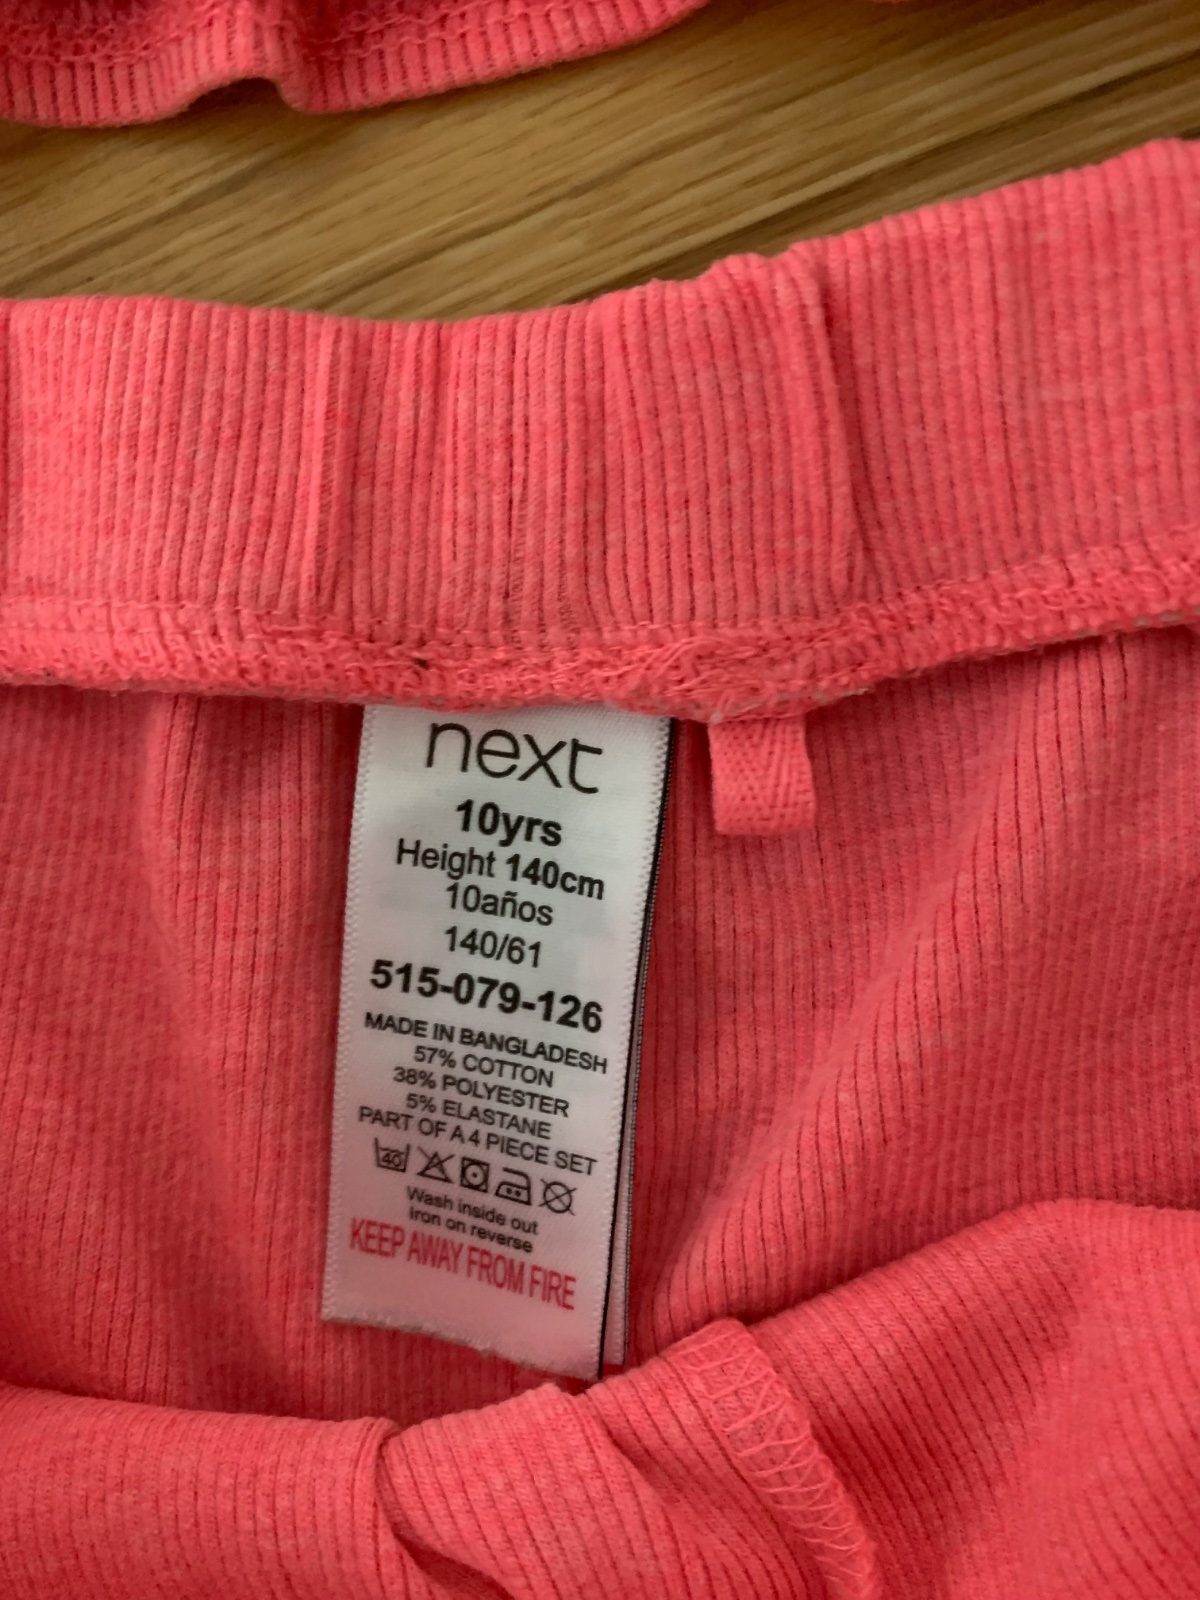 next
10yrs
Height 140cm
10años
140/61
515-079-126
MADE IN BANGLADESH
57% COTTON
38% POLYESTER
5% ELASTANE
PART OF A 4 PIECE SET
40
Wash inside out
Iron on reverse
KEEP AWAY FROM FIRE